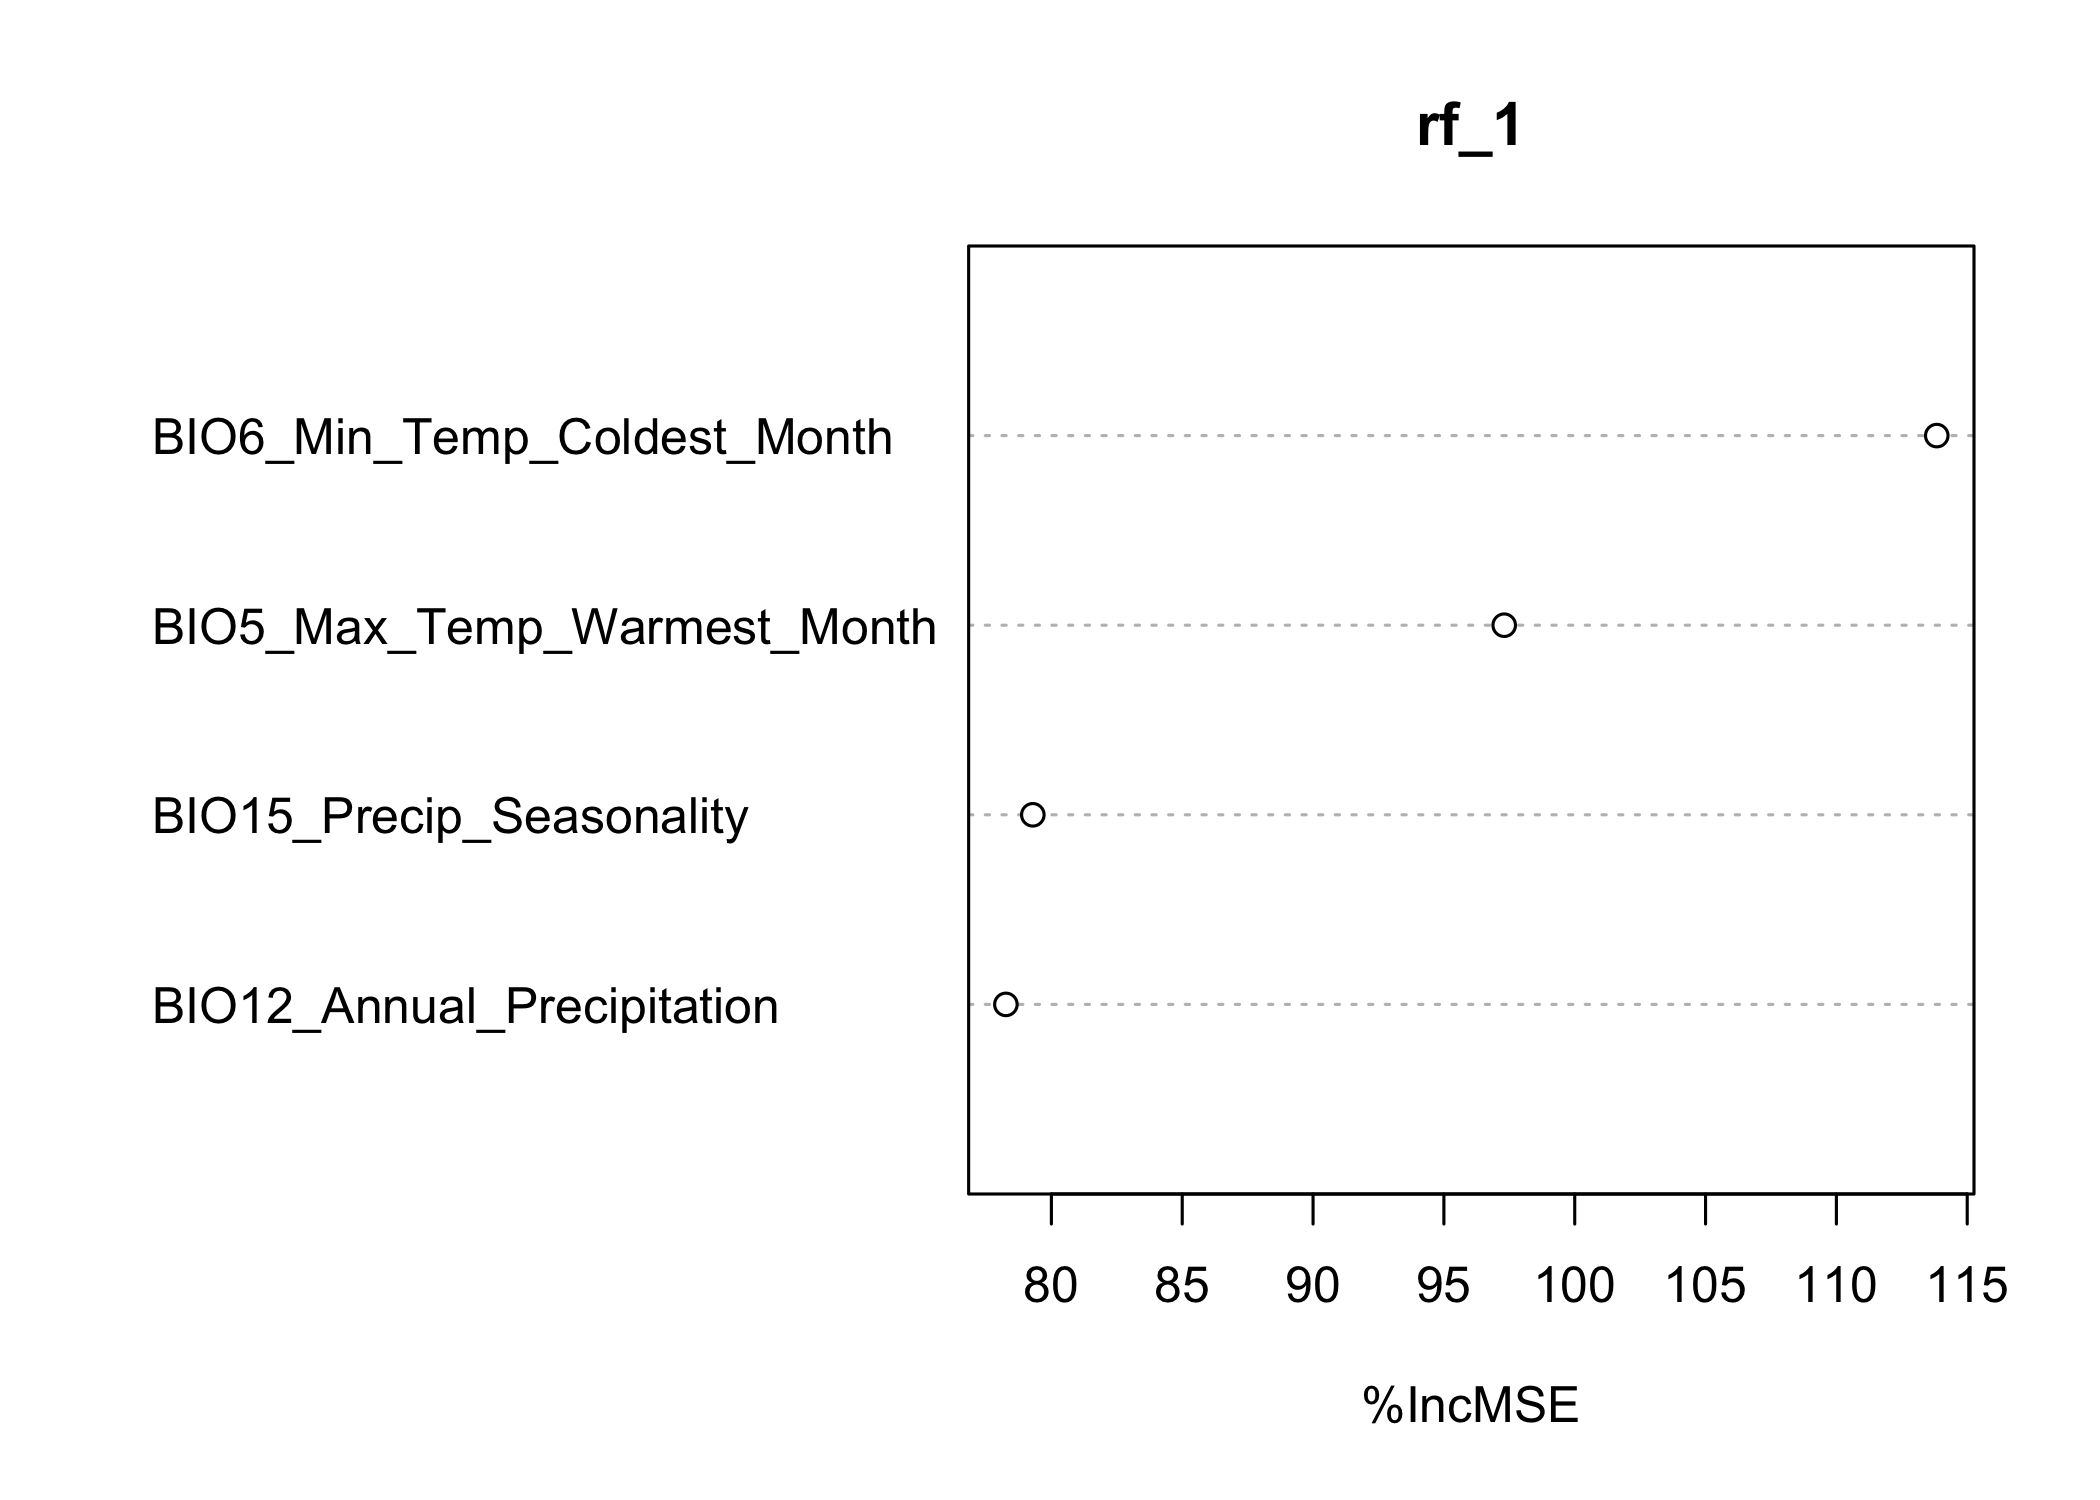 rf_1
BIO6_Min_Temp_Coldest_Month
BIO5_Max_Temp_Warmest_Month
BIO15_Precip_Seasonality
BIO12_Annual_Precipitation
80 85 90 95 100 105 110 115
%IncMSE